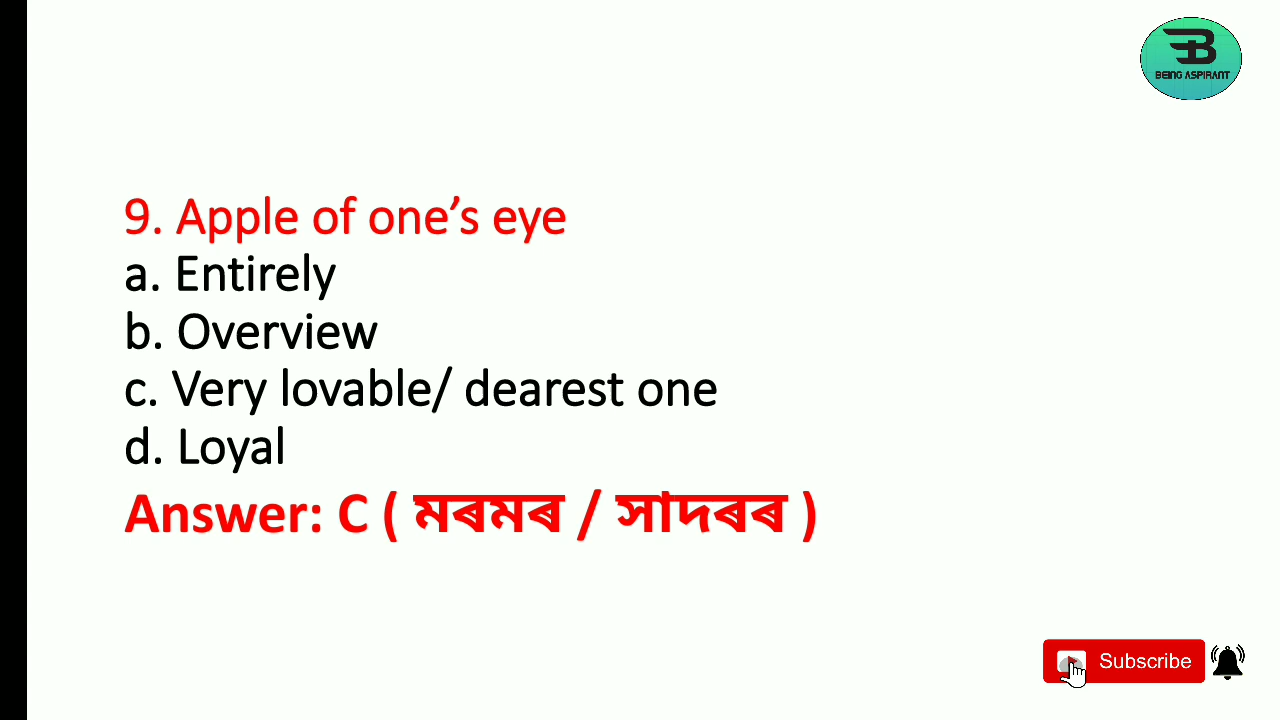 BEING ASPIRANT
9. Apple of one’s eye
a. Entirely
b. Overview
c. Very lovable/ dearest one
d. Loyal
Answer: C ( মৰমৰ / সাদৰৰ )
Subscribe